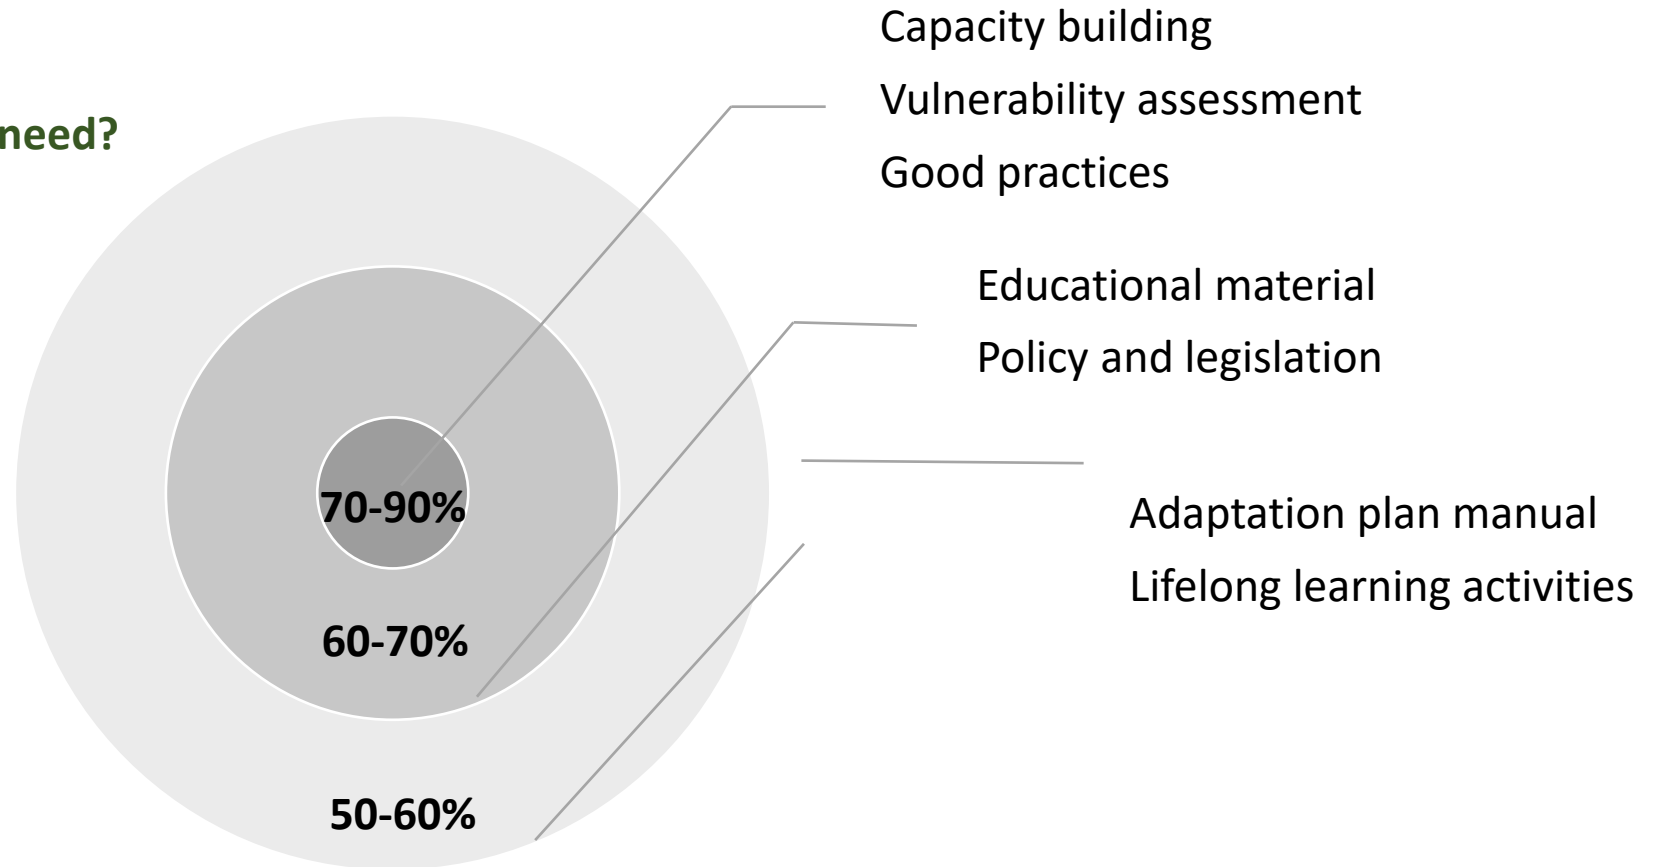 need?
Capacity building
Vulnerability assessment
Good practices
Educational material
Policy and legislation
Adaptation plan manual
Lifelong learning activities
70-90%
60-70%
50-60%